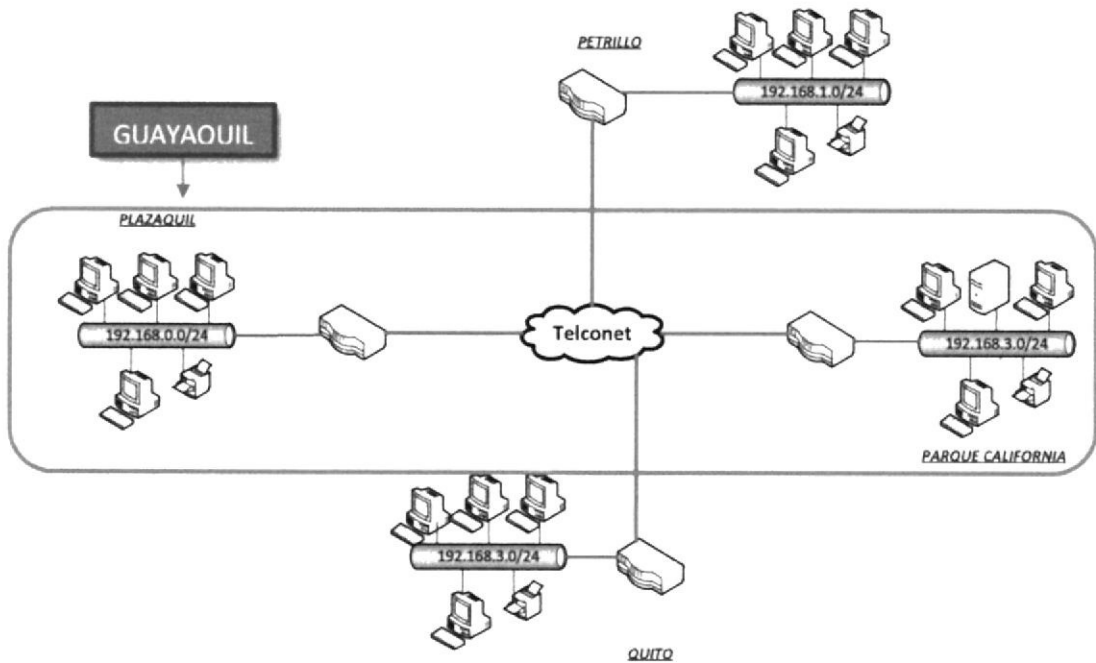 PETRILLO
192.168.1.0/24
GUAYAQUIL
PLAZAQUIL
192.168.0.0/24
Telconet
192.168.3.0/24
PARQUE CALIFORNIA
192.168.3.0/24
QUITO